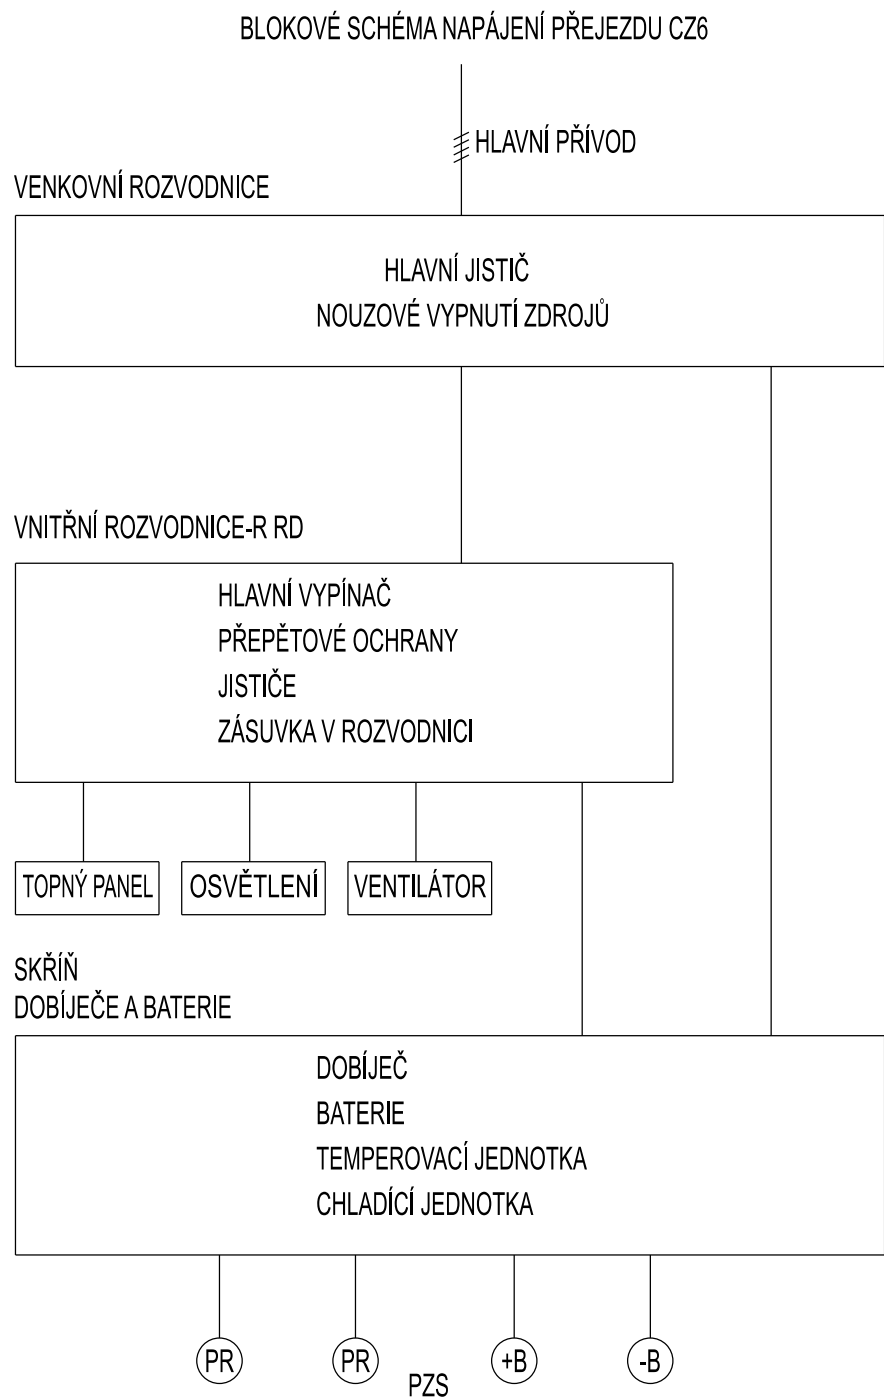 BLOKOVÉ SCHÉMA NAPÁJENÍ PŘEJEZDU CZ6
HLAVNÍ PŘÍVOD
VENKOVNÍ ROZVODNICE
HLAVNÍ JISTIČ
NOUZOVÉ VYPNUTÍ ZDROJŮ
VNITŘNÍ ROZVODNICE-R RD
HLAVNÍ VYPÍNAČ
PŘEPĚTOVÉ OCHRANY
JISTIČE
ZÁSUVKA V ROZVODNICI
TOPNÝ PANEL OSVĚTLENÍ VENTILÁTOR
SKŘÍŇ
DOBÍJEČE A BATERIE
DOBÍJEČ
BATERIE
TEMPEROVACÍ JEDNOTKA
CHLADÍCÍ JEDNOTKA
PR PR +B -B
PZS